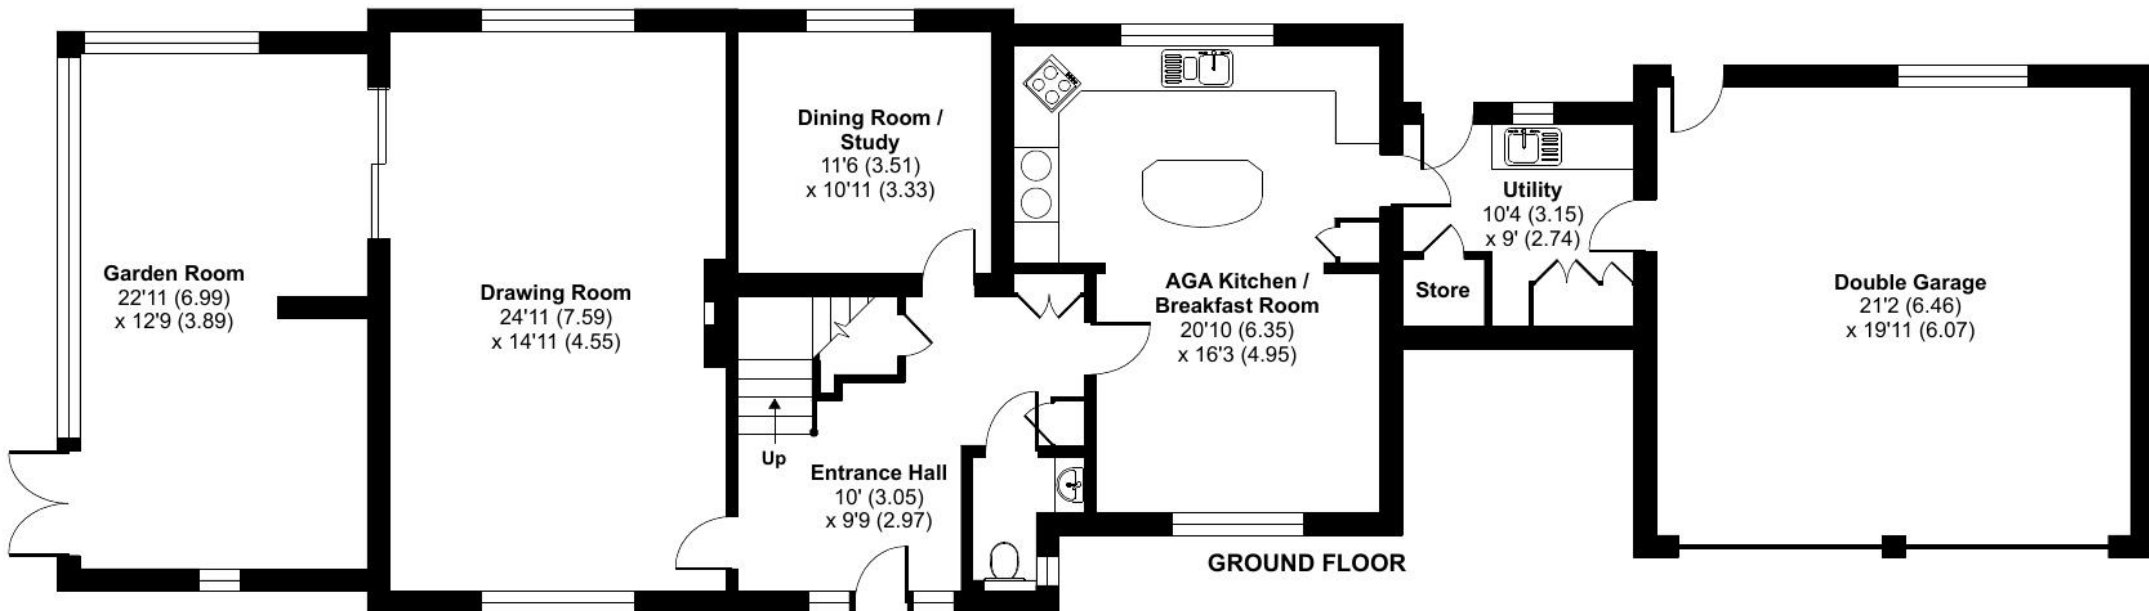 Garden Room
22'11 (6.99)
x 12'9 (3.89)
Drawing Room
24'11 (7.59)
x 14'11 (4.55)
Dining Room /
Study
11'6 (3.51)
x 10'11 (3.33)
Up
Entrance Hall
10' (3.05)
x 9'9 (2.97)
AGA Kitchen /
Breakfast Room
20'10 (6.35)
x 16'3 (4.95)
Utility
10'4 (3.15)
x 9' (2.74)
Store
Double Garage
21'2 (6.46)
x 19'11 (6.07)
GROUND FLOOR